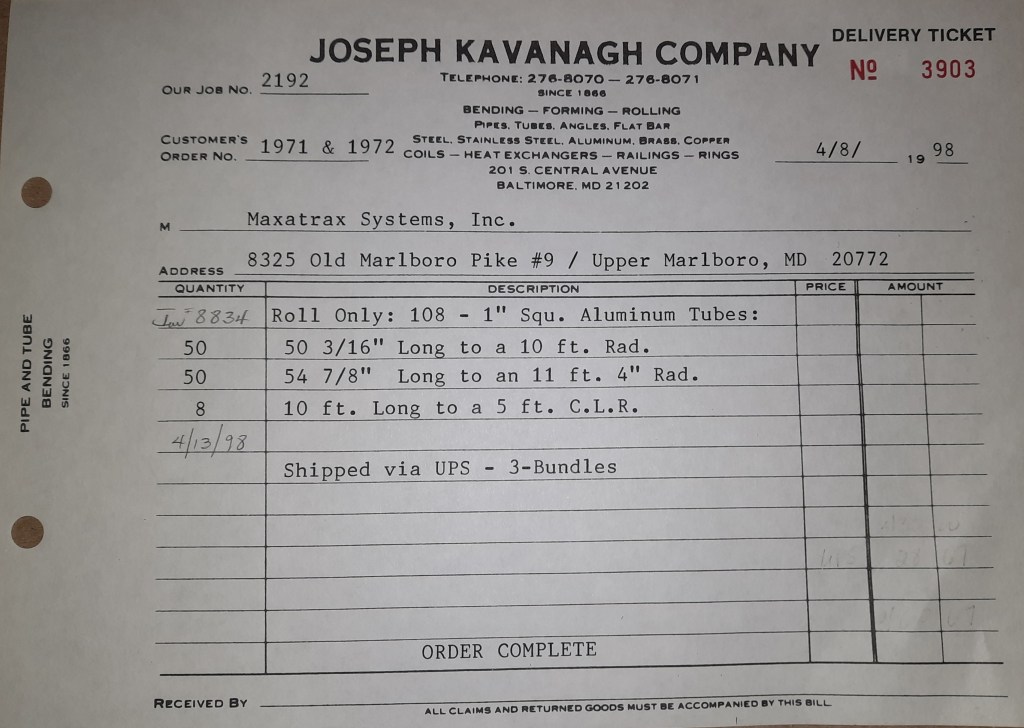 DELIVERY TICKET
JOSEPH KAVANAGH COMPANY
Nº 3903
TELEPHONE: 276-8070 — 276-8071
SINCE 1866
OUR JOB NO. 2192
BENDING — FORMING — ROLLING
PIPES, TUBES, ANGLES, FLAT BAR
STEEL, STAINLESS STEEL, ALUMINUM, BRASS, COPPER
COILS — HEAT EXCHANGERS — RAILINGS — RINGS
CUSTOMER'S
ORDER NO. 1971 & 1972
4/8/ 19 98
201 S. CENTRAL AVENUE
BALTIMORE, MD 21202
M Maxatrax Systems, Inc.
ADDRESS 8325 Old Marlboro Pike #9 / Upper Marlboro, MD 20772
QUANTITY DESCRIPTION PRICE AMOUNT
8834 Roll Only: 108 - 1" Squ. Aluminum Tubes:
50 50 3/16" Long to a 10 ft. Rad.
50 54 7/8" Long to an 11 ft. 4" Rad.
8 10 ft. Long to a 5 ft. C.L.R.
4/13/98
Shipped via UPS - 3-Bundles
ORDER COMPLETE
RECEIVED BY
ALL CLAIMS AND RETURNED GOODS MUST BE ACCOMPANIED BY THIS BILL
PIPE AND TUBE
BENDING
SINCE 1866